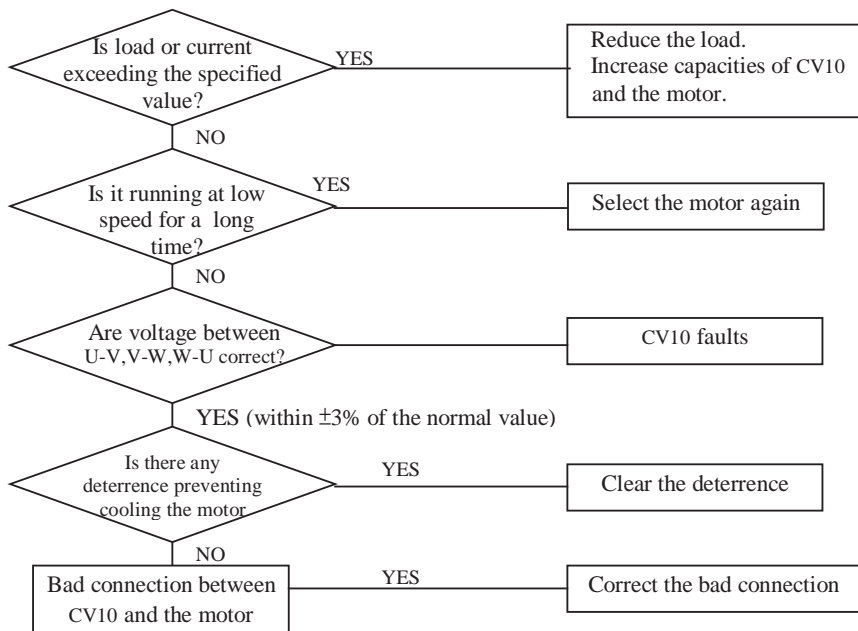 Is load or current
exceeding the specified
value?
YES
Reduce the load.
Increase capacities of CV10
and the motor.
NO
Is it running at low
speed for a long
time?
YES
Select the motor again
NO
Are voltage between
U-V,V-W,W-U correct?
CV10 faults
YES (within ±3% of the normal value)
Is there any
deterrence preventing
cooling the motor
YES
Clear the deterrence
NO
Bad connection between
CV10 and the motor
YES
Correct the bad connection